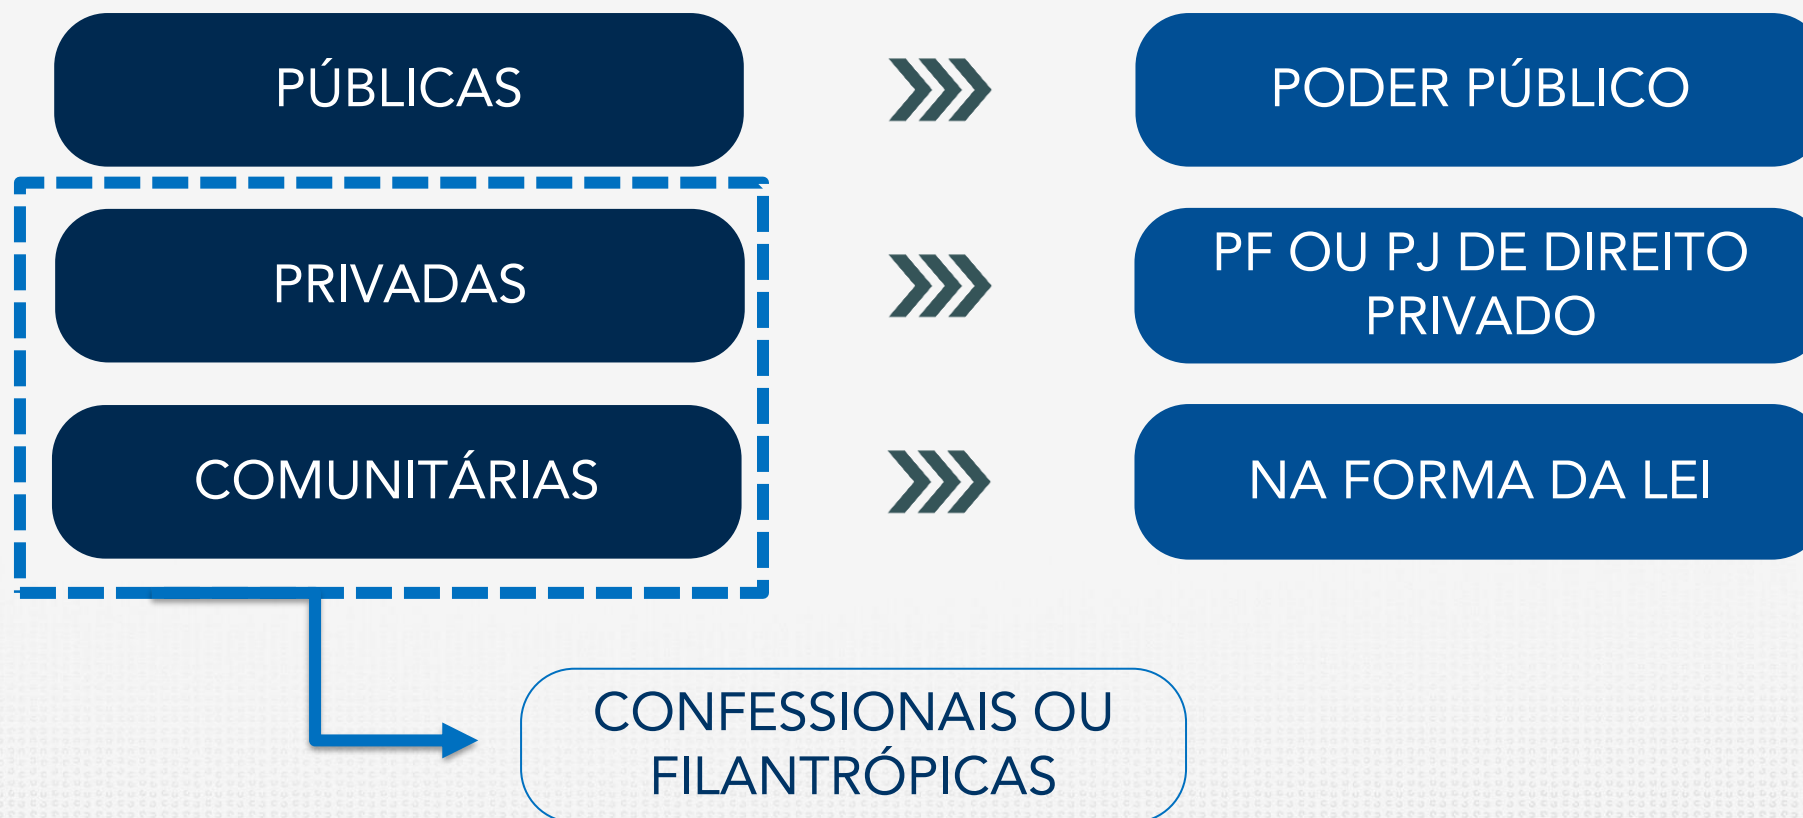 PÚBLICAS
PODER PÚBLICO
PRIVADAS
PF OU PJ DE DIREITO
PRIVADO
COMUNITÁRIAS
NA FORMA DA LEI
CONFESSIONAIS OU
FILANTRÓPICAS